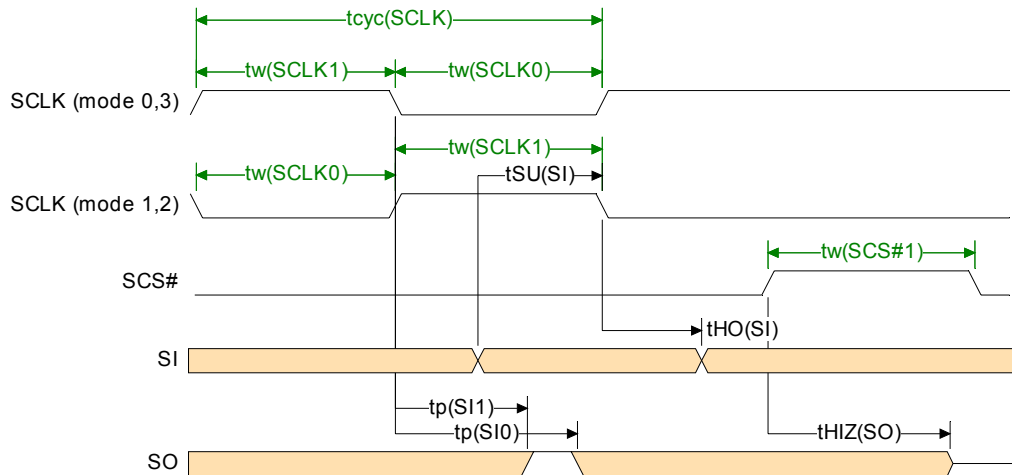 tcyc(SCLK)
tw(SCLK1) tw(SCLK0)
SCLK (mode 0,3)
tw(SCLK1)
tw(SCLK0) tSU(SI)
SCLK (mode 1,2)
tw(SCS#1)
SCS#
tHO(SI)
SI
tp(SI1)
tp(SI0) tHIZ(SO)
SO